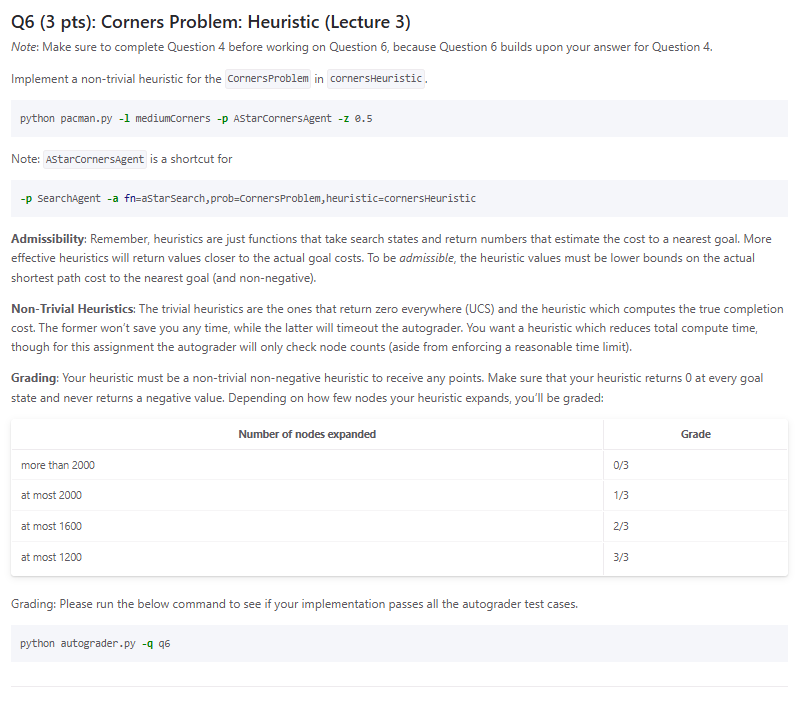 Q6 (3 pts): Corners Problem: Heuristic (Lecture 3)
Note: Make sure to complete Question 4 before working on Question 6, because Question 6 builds upon your answer for Question 4.
Implement a non-trivial heuristic for the CornersProblem in cornersHeuristic.
python pacman.py -l mediumCorners -p AStarCornersAgent -z 0.5
Note: AStarCornersAgent is a shortcut for
-p SearchAgent -a fn=aStarSearch,prob=CornersProblem,heuristic=cornersHeuristic
Admissibility: Remember, heuristics are just functions that take search states and return numbers that estimate the cost to a nearest goal. More
effective heuristics will return values closer to the actual goal costs. To be admissible, the heuristic values must be lower bounds on the actual
shortest path cost to the nearest goal (and non-negative).
Non-Trivial Heuristics: The trivial heuristics are the ones that return zero everywhere (UCS) and the heuristic which computes the true completion
cost. The former won't save you any time, while the latter will timeout the autograder. You want a heuristic which reduces total compute time,
though for this assignment the autograder will only check node counts (aside from enforcing a reasonable time limit).
Grading: Your heuristic must be a non-trivial non-negative heuristic to receive any points. Make sure that your heuristic returns 0 at every goal
state and never returns a negative value. Depending on how few nodes your heuristic expands, you'll be graded:
Number of nodes expanded Grade
more than 2000 0/3
at most 2000 1/3
at most 1600 2/3
at most 1200 3/3
Grading: Please run the below command to see if your implementation passes all the autograder test cases.
python autograder.py -q q6